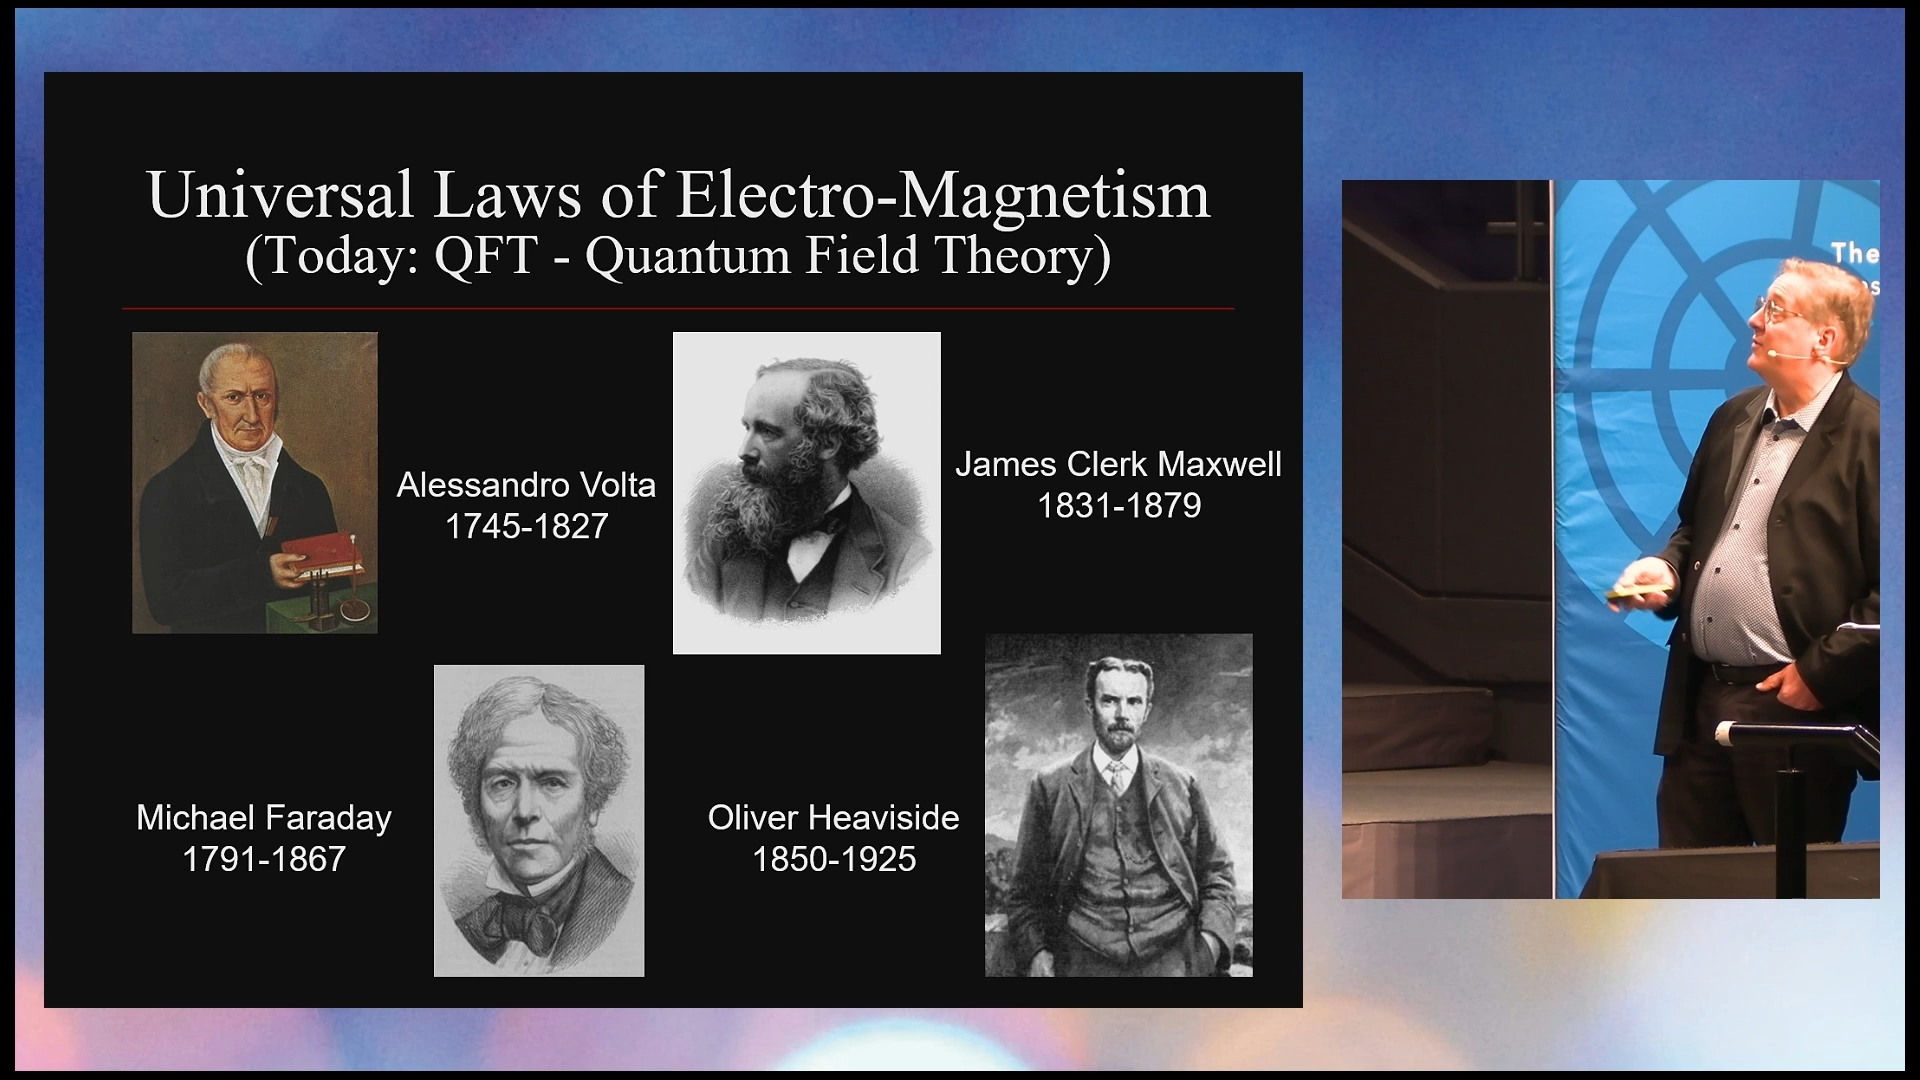 Universal Laws of Electro-Magnetism
(Today: QFT - Quantum Field Theory)
Alessandro Volta
1745-1827
James Clerk Maxwell
1831-1879
Michael Faraday
1791-1867
Oliver Heaviside
1850-1925
The